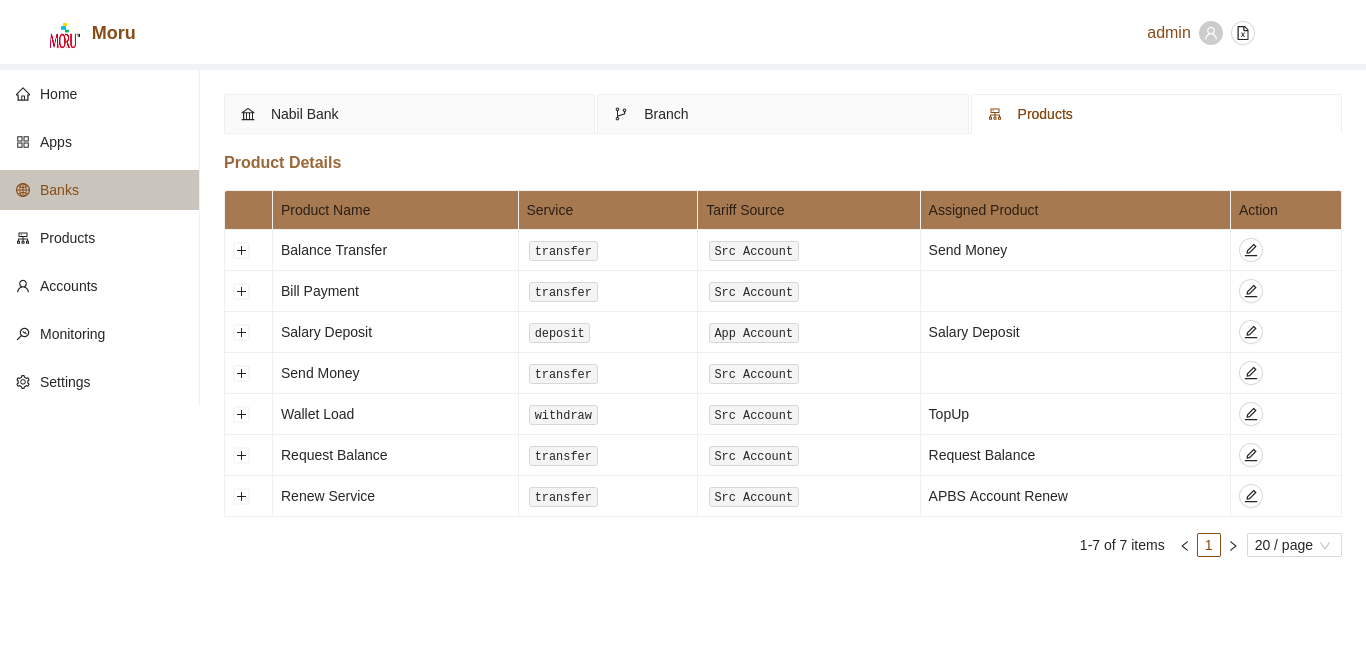 MORU Moru
admin
Home
Apps
Banks
Products
Accounts
Monitoring
Settings
Nabil Bank Branch Products
Product Details
Product Name Service Tariff Source Assigned Product Action
Balance Transfer transfer Src Account Send Money
Bill Payment transfer Src Account
Salary Deposit deposit App Account Salary Deposit
Send Money transfer Src Account
Wallet Load withdraw Src Account TopUp
Request Balance transfer Src Account Request Balance
Renew Service transfer Src Account APBS Account Renew
1-7 of 7 items 1 20 / page